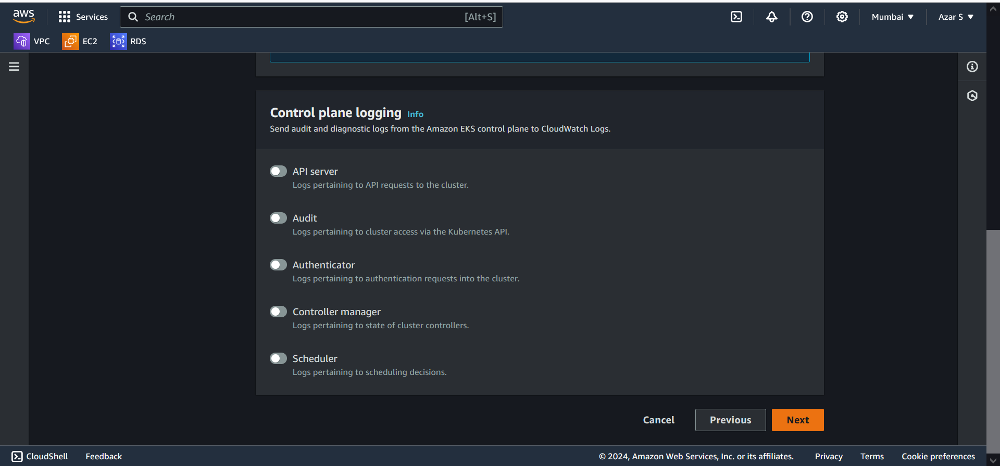 aws
Services
Search [Alt+S]
Mumbai
Azar S
VPC
EC2
RDS
Control plane logging Info
Send audit and diagnostic logs from the Amazon EKS control plane to CloudWatch Logs.
API server
Logs pertaining to API requests to the cluster.
Audit
Logs pertaining to cluster access via the Kubernetes API.
Authenticator
Logs pertaining to authentication requests into the cluster.
Controller manager
Logs pertaining to state of cluster controllers.
Scheduler
Logs pertaining to scheduling decisions.
Cancel
Previous
Next
CloudShell
Feedback
© 2024, Amazon Web Services, Inc. or its affiliates.
Privacy
Terms
Cookie preferences